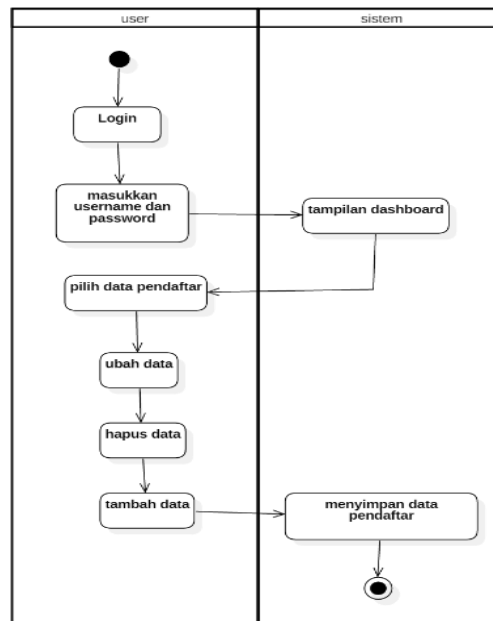 user
sistem
Login
masukkan
username dan
password
tampilan dashboard
pilih data pendaftar
ubah data
hapus data
tambah data
menyimpan data
pendaftar